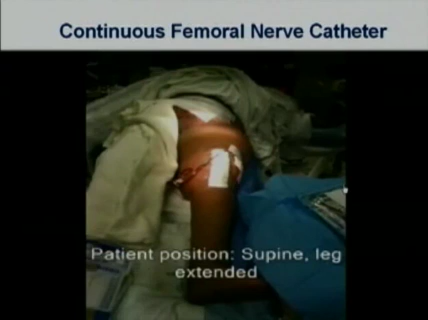 Continuous Femoral Nerve Catheter
Patient position: Supine, leg
extended